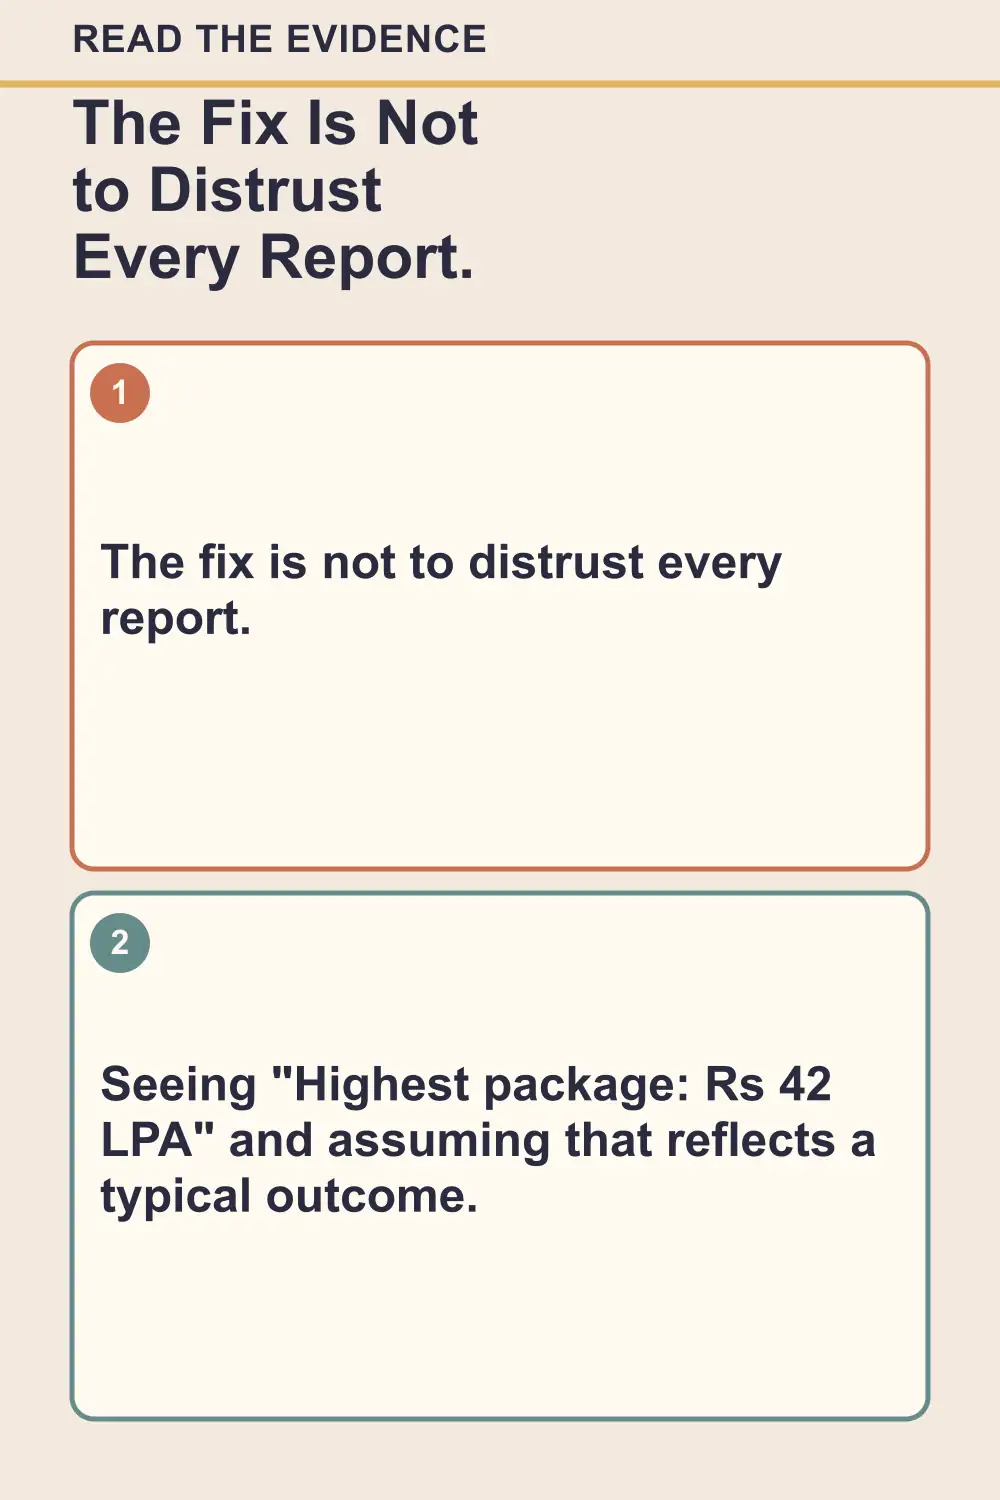 READ THE EVIDENCE
The Fix Is Not
to Distrust
Every Report.
1
The fix is not to distrust every
report.
2
Seeing "Highest package: Rs 42
LPA" and assuming that reflects a
typical outcome.